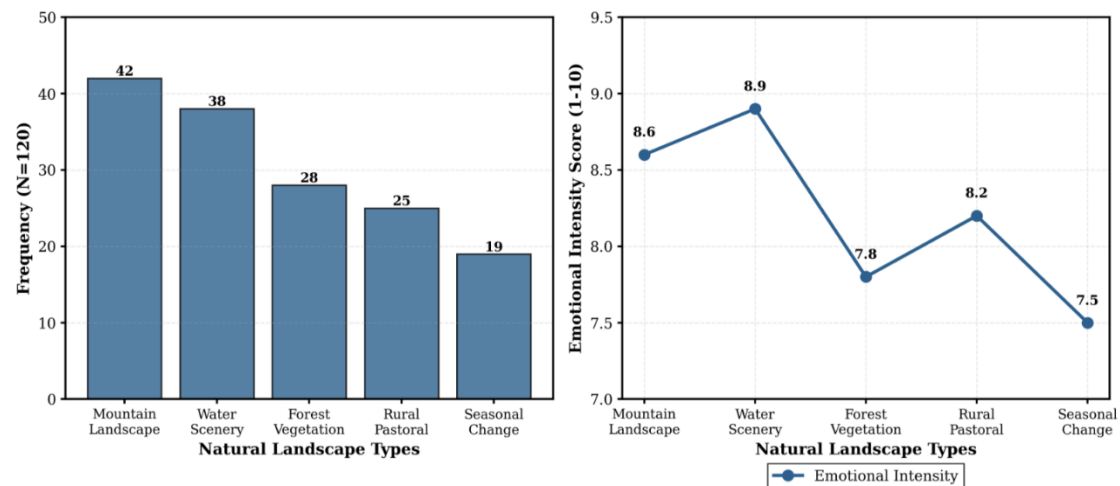 50
40
30
20
10
0
Frequency (N=120)
42
38
28
25
19
Mountain
Landscape
Water
Scenery
Forest
Vegetation
Rural
Pastoral
Seasonal
Change
Natural Landscape Types
9.5
9.0
8.5
8.0
7.5
7.0
Emotional Intensity Score (1-10)
8.6
8.9
7.8
8.2
7.5
Mountain
Landscape
Water
Scenery
Forest
Vegetation
Rural
Pastoral
Seasonal
Change
Natural Landscape Types
Emotional Intensity